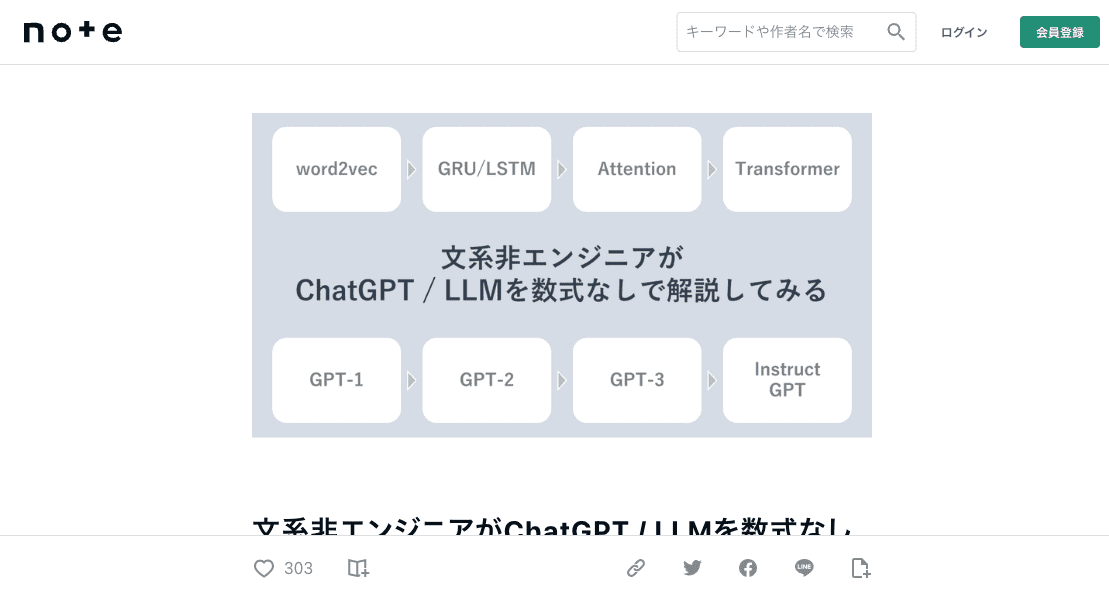 note
キーワードや作者名で検索
ログイン
会員登録
word2vec
GRU/LSTM
Attention
Transformer
文系非エンジニアが
ChatGPT / LLMを数式なしで解説してみる
GPT-1
GPT-2
GPT-3
Instruct
GPT
文系非エンジニアがChatGPT / LLMを数式なし
303
LINE